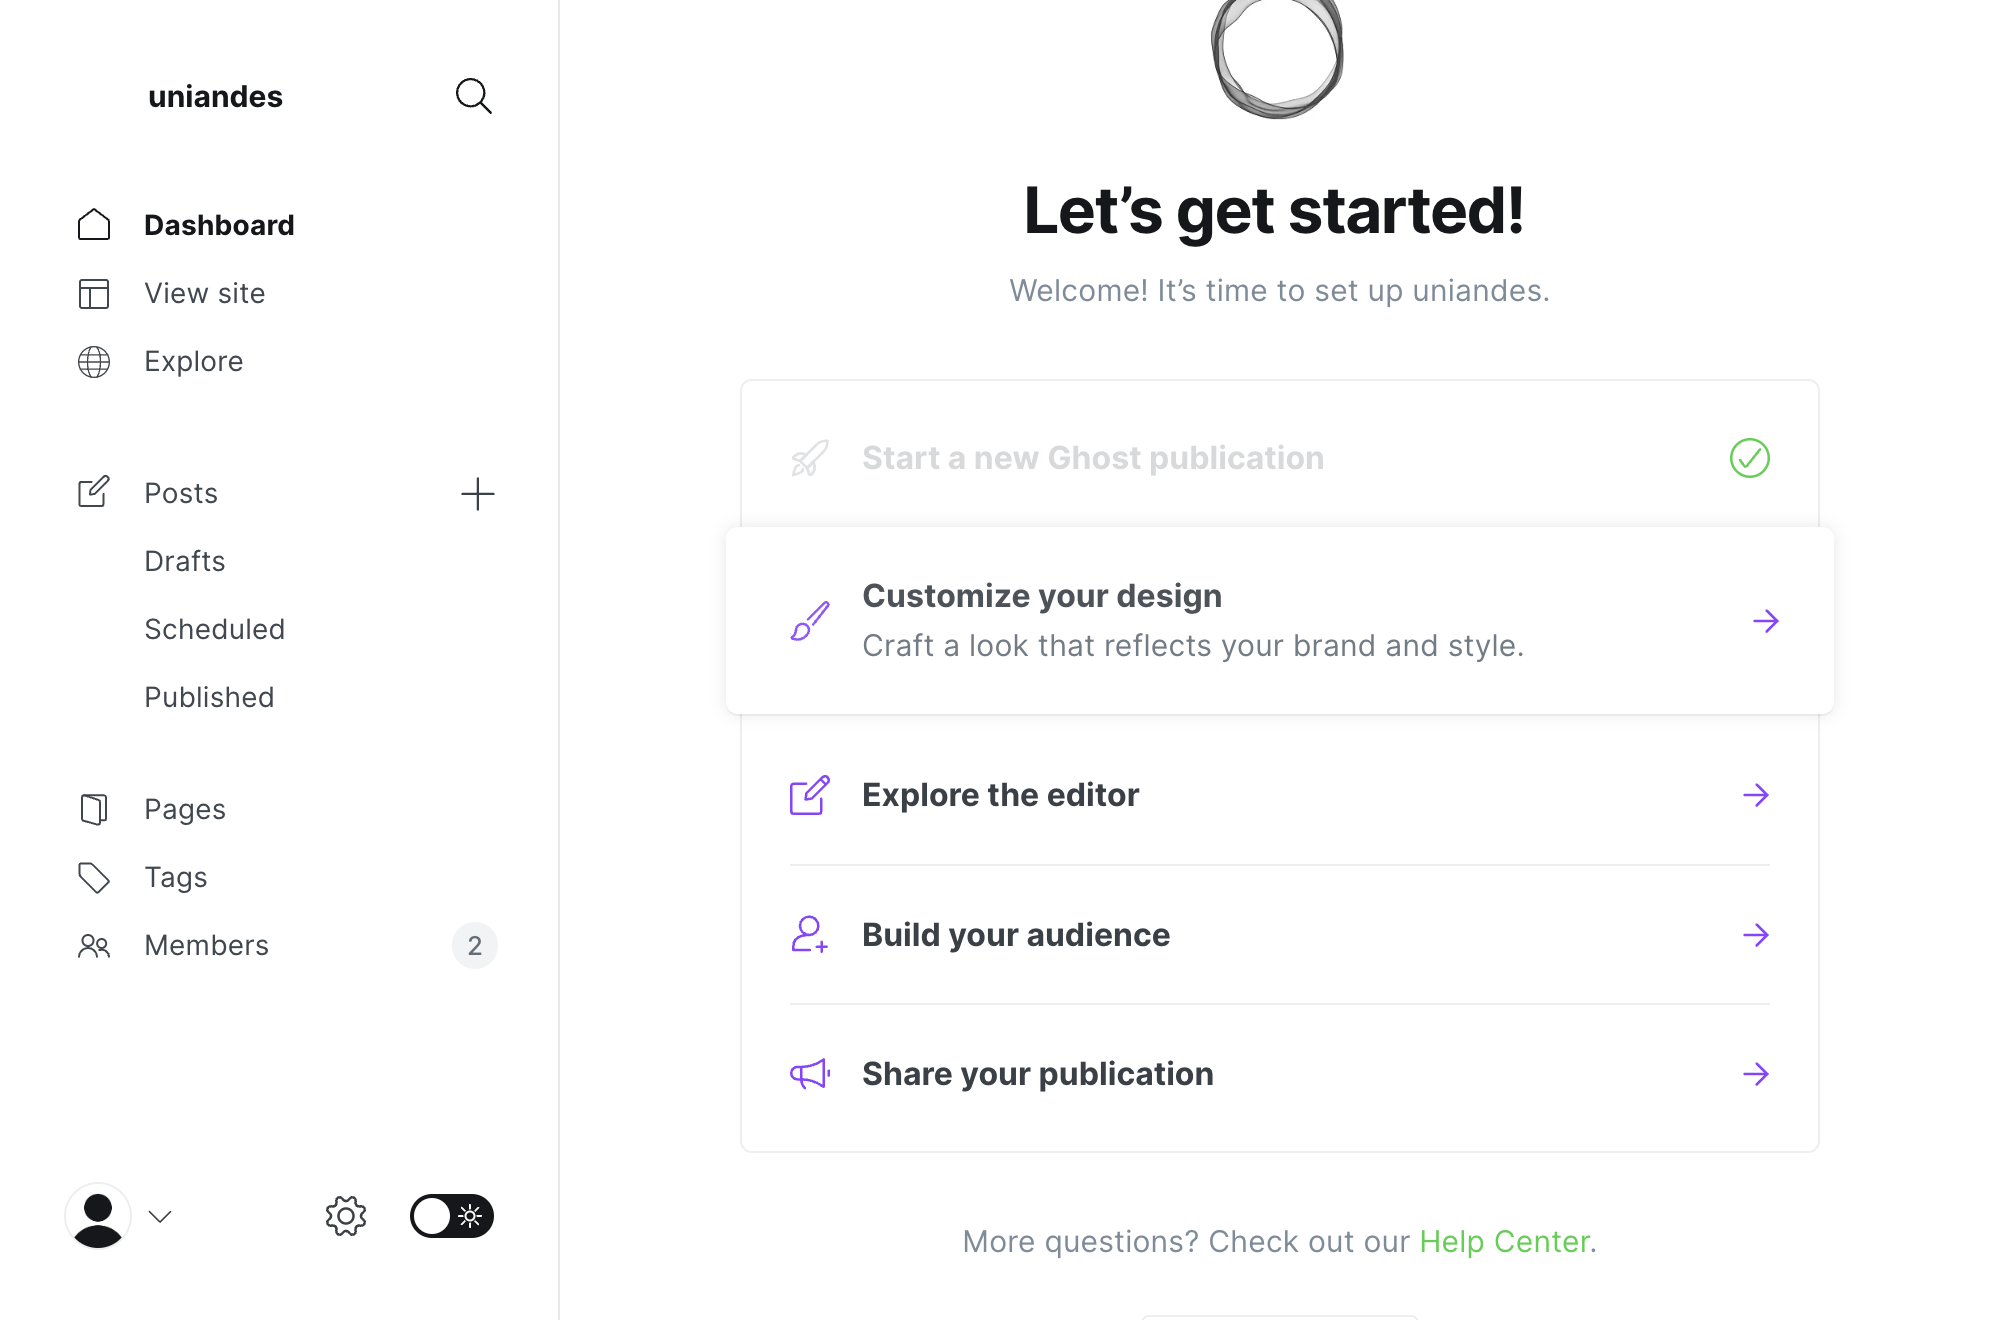 uniandes
Dashboard
View site
Explore
Posts
Drafts
Scheduled
Published
Pages
Tags
Members 2
Let’s get started!
Welcome! It’s time to set up uniandes.
Start a new Ghost publication
Customize your design
Craft a look that reflects your brand and style.
Explore the editor
Build your audience
Share your publication
More questions? Check out our Help Center.